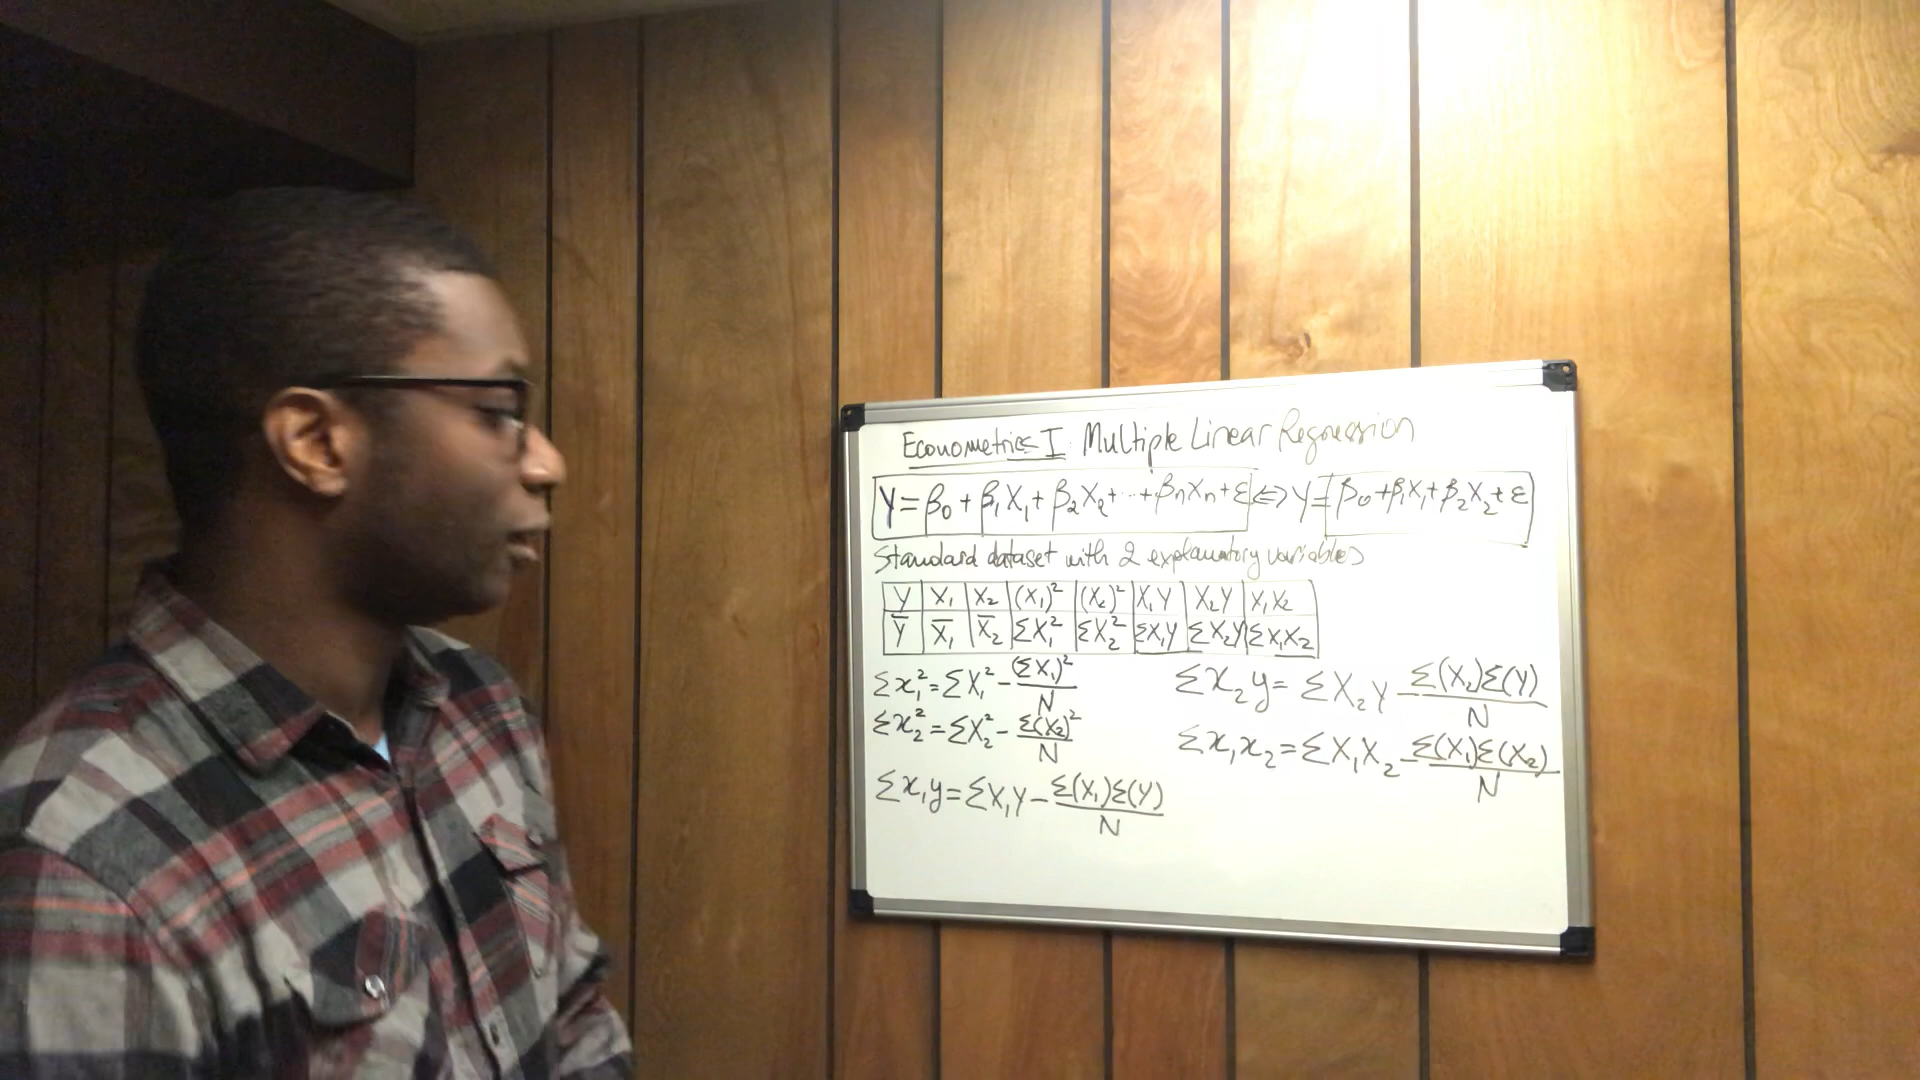 Econometrics I: Multiple Linear Regression
Y = β₀ + β₁X₁ + β₂X₂ + ... + βₙXₙ + ε ⇔ Y = β₀ + β₁X₁ + β₂X₂ + ε
Standard dataset with 2 explanatory variables
Y X₁ X₂ (X₁)² (X₂)² X₁Y X₂Y X₁X₂
Ȳ X̄₁ X̄₂ ΣX₁² ΣX₂² ΣX₁Y ΣX₂Y ΣX₁X₂
Σx₁² = ΣX₁² - (ΣX₁)²/N
Σx₂² = ΣX₂² - Σ(X₂)²/N
Σx₁y = ΣX₁Y - Σ(X₁)Σ(Y)/N
Σx₂y = ΣX₂Y - Σ(X₂)Σ(Y)/N
Σx₁x₂ = ΣX₁X₂ - Σ(X₁)Σ(X₂)/N